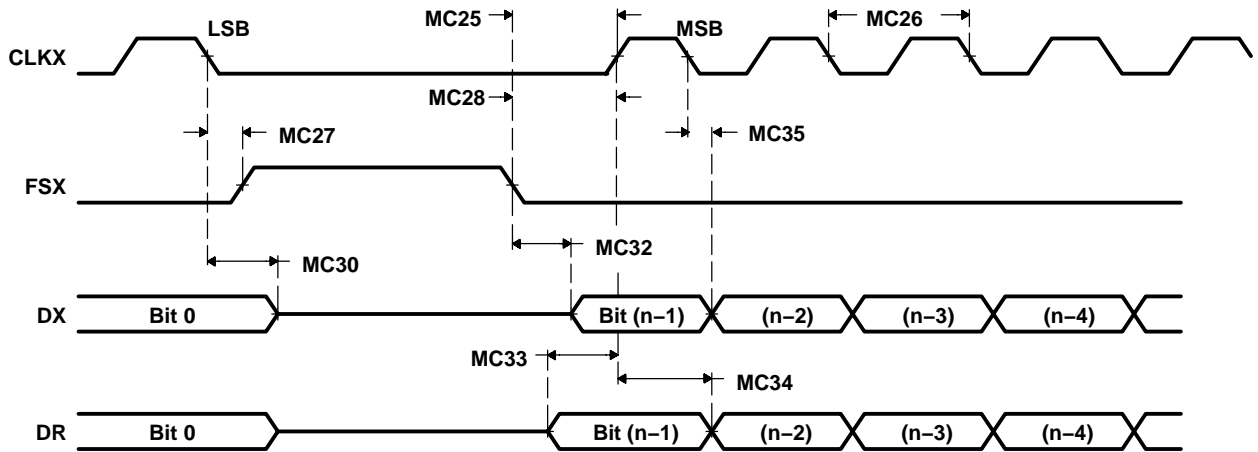 MC25
MC26
LSB
MSB
CLKX
MC28
MC27
MC35
FSX
MC32
MC30
DX
Bit 0
Bit (n−1)
(n−2)
(n−3)
(n−4)
MC33
MC34
DR
Bit 0
Bit (n−1)
(n−2)
(n−3)
(n−4)